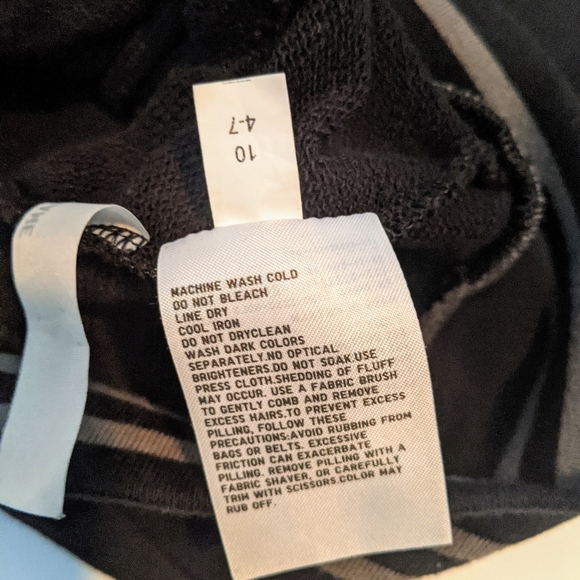 10
4-7
MACHINE WASH COLD
DO NOT BLEACH
LINE DRY
COOL IRON
DO NOT DRYCLEAN
WASH DARK COLORS
SEPARATELY.NO OPTICAL
BRIGHTENERS.DO NOT SOAK.USE
PRESS CLOTH.SHEDDING OF FLUFF
MAY OCCUR. USE A FABRIC BRUSH
TO GENTLY COMB AND REMOVE
EXCESS HAIRS.TO PREVENT EXCESS
PILLING, FOLLOW THESE
PRECAUTIONS:AVOID RUBBING FROM
BAGS OR BELTS. EXCESSIVE
FRICTION CAN EXACERBATE
PILLING. REMOVE PILLING WITH A
FABRIC SHAVER, OR CAREFULLY
TRIM WITH SCISSORS.COLOR MAY
RUB OFF.